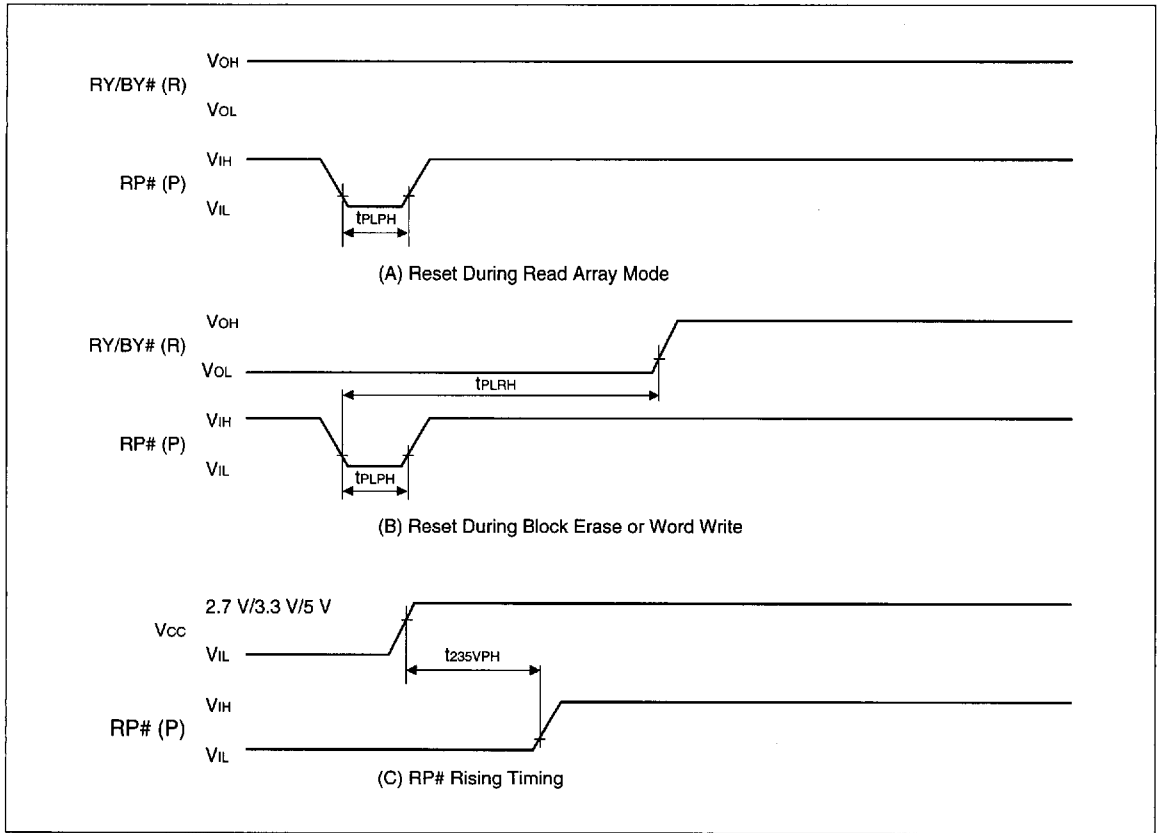 VOH
RY/BY# (R)
VOL
VIH
RP# (P)
VIL
tPLPH
(A) Reset During Read Array Mode
VOH
RY/BY# (R)
VOL
tPLRH
VIH
RP# (P)
VIL
tPLPH
(B) Reset During Block Erase or Word Write
2.7 V/3.3 V/5 V
VCC
VIL
t235VPH
VIH
RP# (P)
VIL
(C) RP# Rising Timing